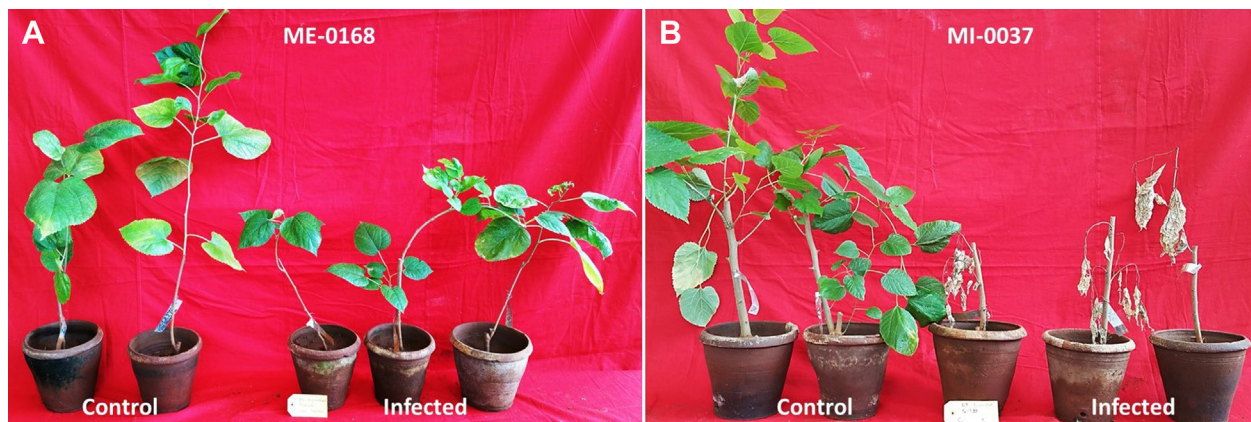 A
ME-0168
Control
Infected
B
MI-0037
Control
Infected